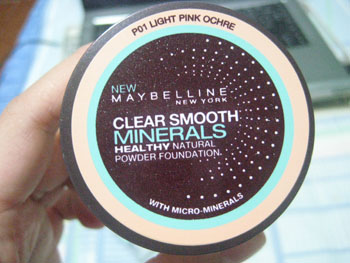 P01 LIGHT PINK OCHRE
NEW
MAYBELLINE
NEW YORK
CLEAR SMOOTH
MINERALS
HEALTHY NATURAL
POWDER FOUNDATION.
WITH MICRO-MINERALS